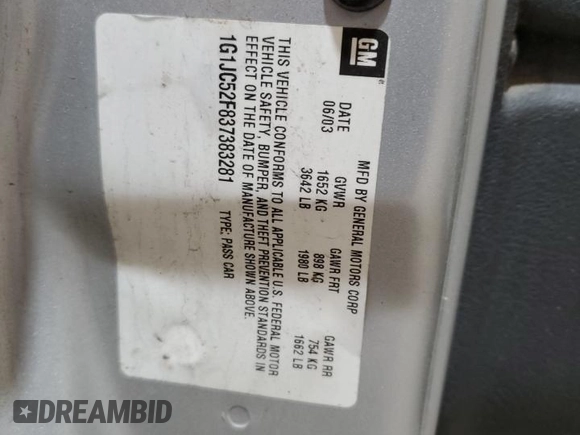 GM
MFD BY GENERAL MOTORS CORP
DATE GVWR GAWR FRT GAWR RR
06/03 1652 KG 898 KG 754 KG
3642 LB 1980 LB 1662 LB
THIS VEHICLE CONFORMS TO ALL APPLICABLE U.S. FEDERAL MOTOR
VEHICLE SAFETY, BUMPER, AND THEFT PREVENTION STANDARDS IN
EFFECT ON THE DATE OF MANUFACTURE SHOWN ABOVE.
1G1JC52F837383281 TYPE: PASS CAR
DREAMBID